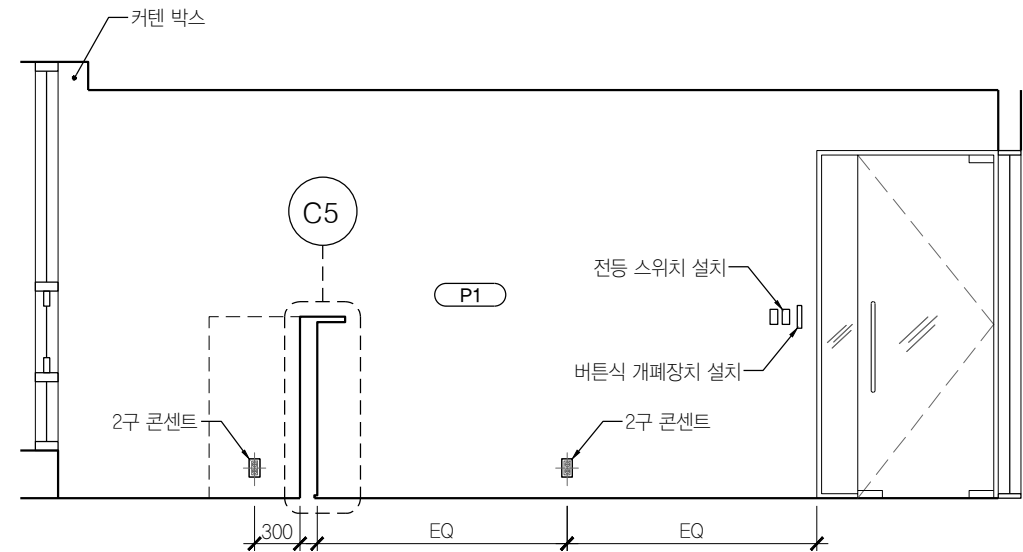 커텐 박스
C5
P1
전등 스위치 설치
버튼식 개폐장치 설치
2구 콘센트
2구 콘센트
300
EQ
EQ